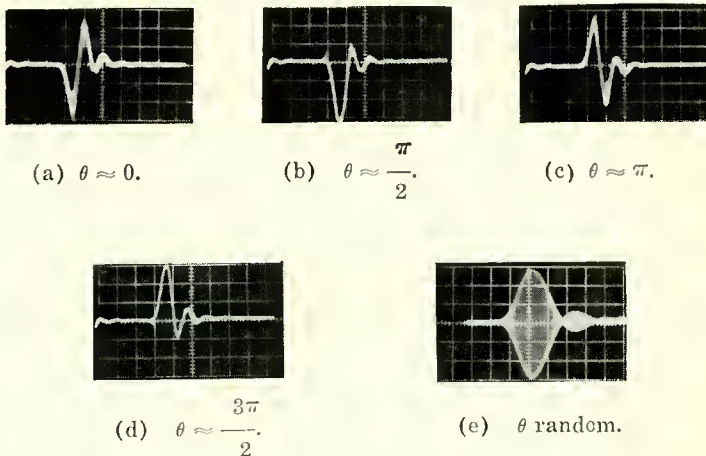 (a) θ ≈ 0.
(b) θ ≈ π/2.
(c) θ ≈ π.
(d) θ ≈ 3π/2.
(e) θ random.